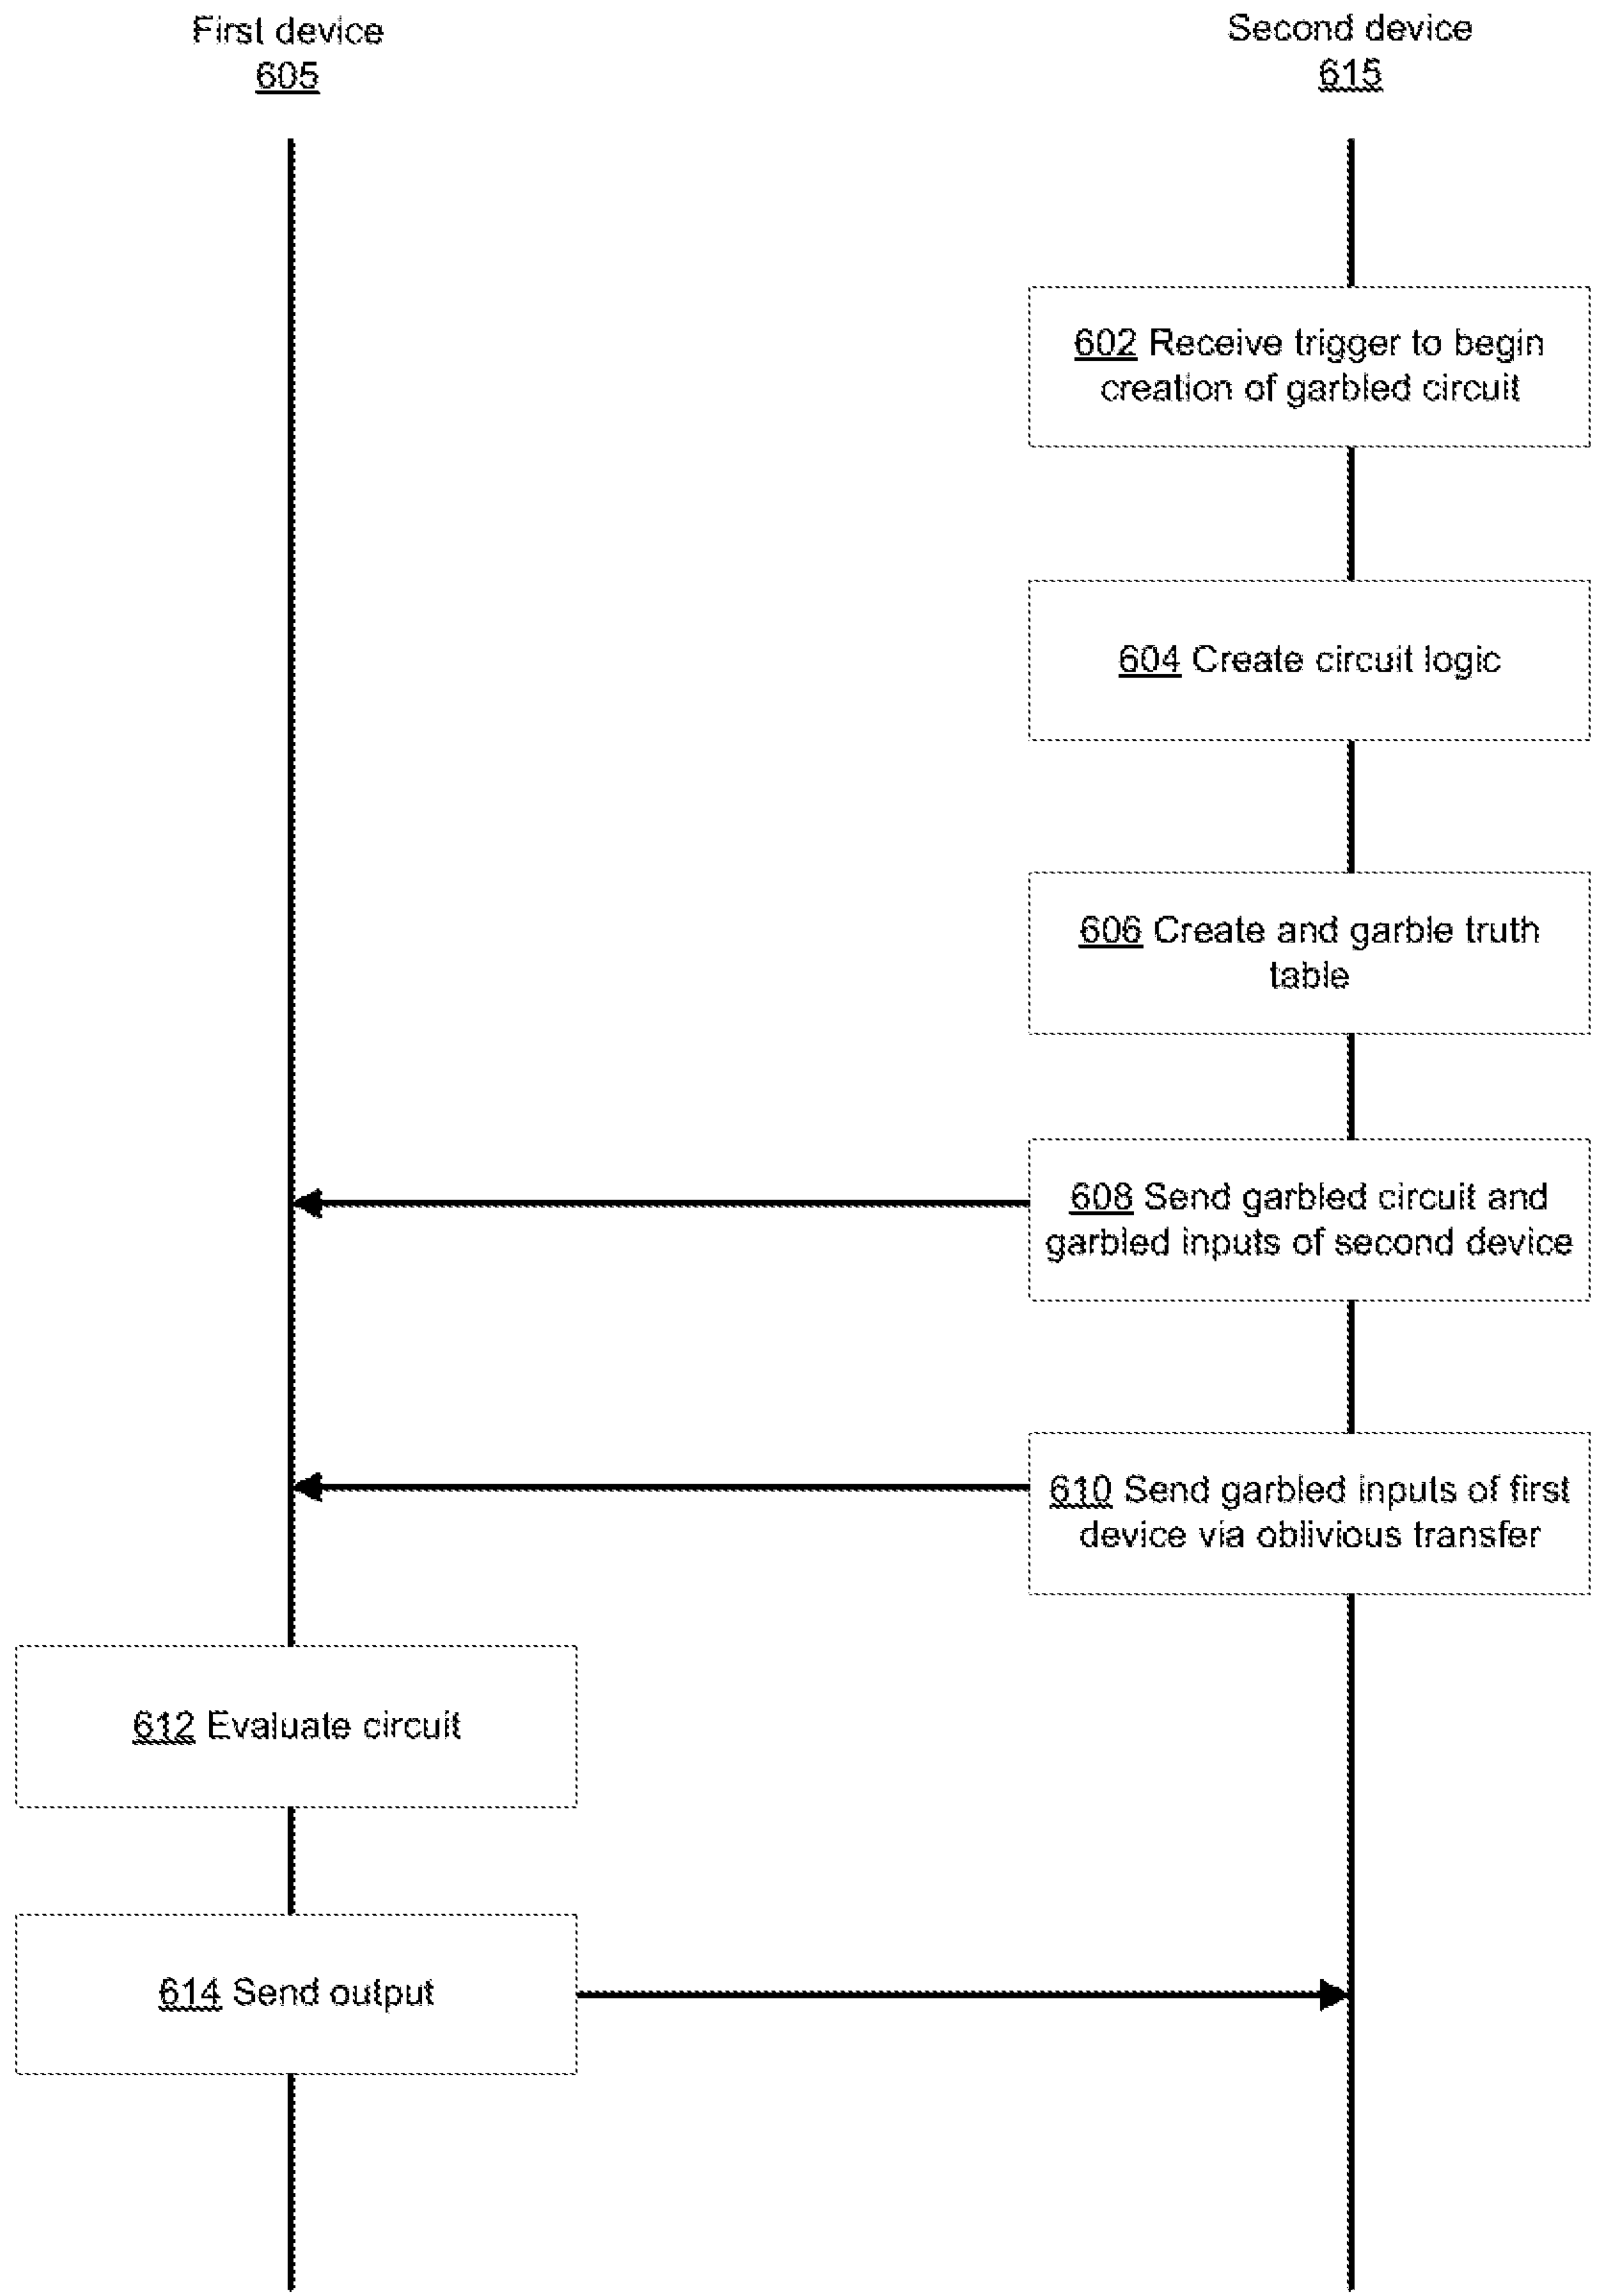 First device
605
Second device
615
602 Receive trigger to begin
creation of garbled circuit
604 Create circuit logic
606 Create and garble truth
table
608 Send garbled circuit and
garbled inputs of second device
610 Send garbled inputs of first
device via oblivious transfer
612 Evaluate circuit
614 Send output